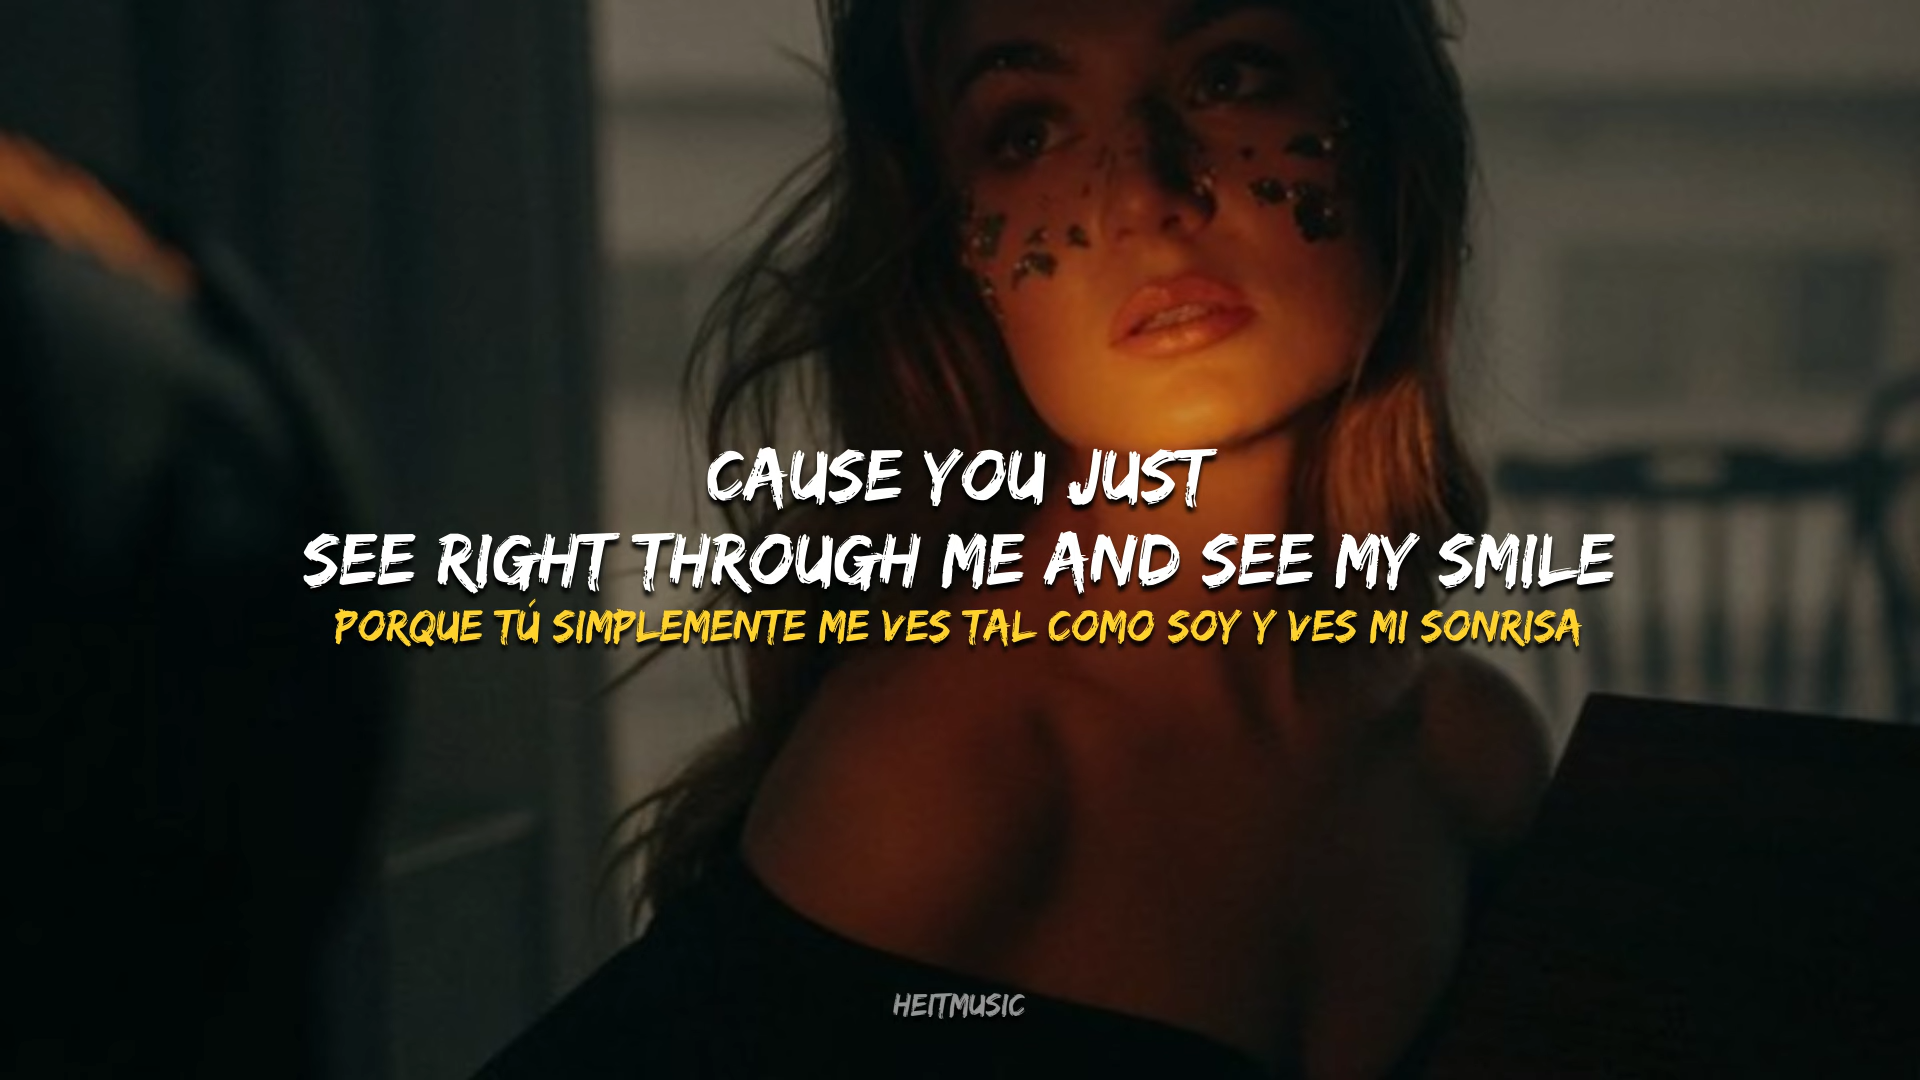 CAUSE YOU JUST
SEE RIGHT THROUGH ME AND SEE MY SMILE
PORQUE TÚ SIMPLEMENTE ME VES TAL COMO SOY Y VES MI SONRISA
HEITMUSIC